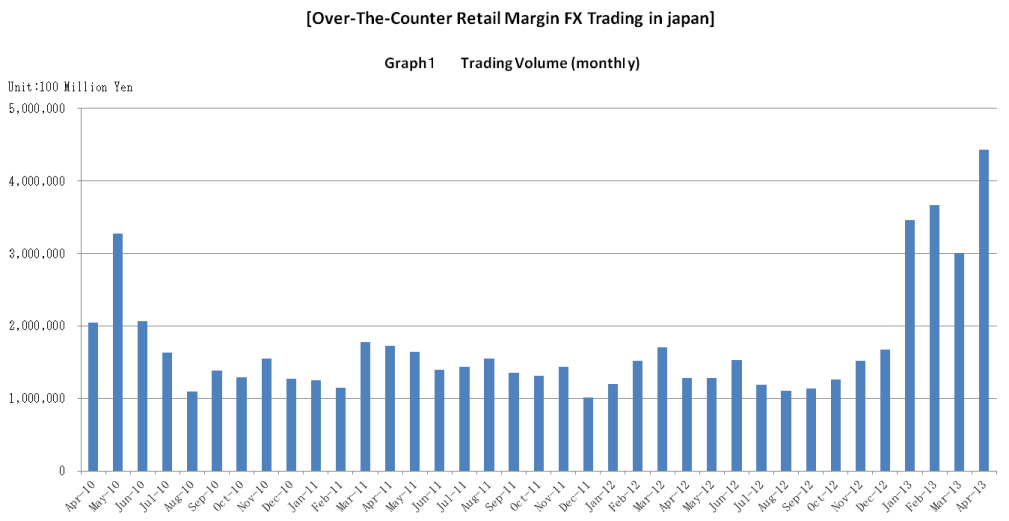 [Over-The-Counter Retail Margin FX Trading in japan]
Graph1 Trading Volume (monthly)
Unit:100 Million Yen
5,000,000
4,000,000
3,000,000
2,000,000
1,000,000
0
Apr-10 May-10 Jun-10 Jul-10 Aug-10 Sep-10 Oct-10 Nov-10 Dec-10 Jan-11 Feb-11 Mar-11 Apr-11 May-11 Jun-11 Jul-11 Aug-11 Sep-11 Oct-11 Nov-11 Dec-11 Jan-12 Feb-12 Mar-12 Apr-12 May-12 Jun-12 Jul-12 Aug-12 Sep-12 Oct-12 Nov-12 Dec-12 Jan-13 Feb-13 Mar-13 Apr-13